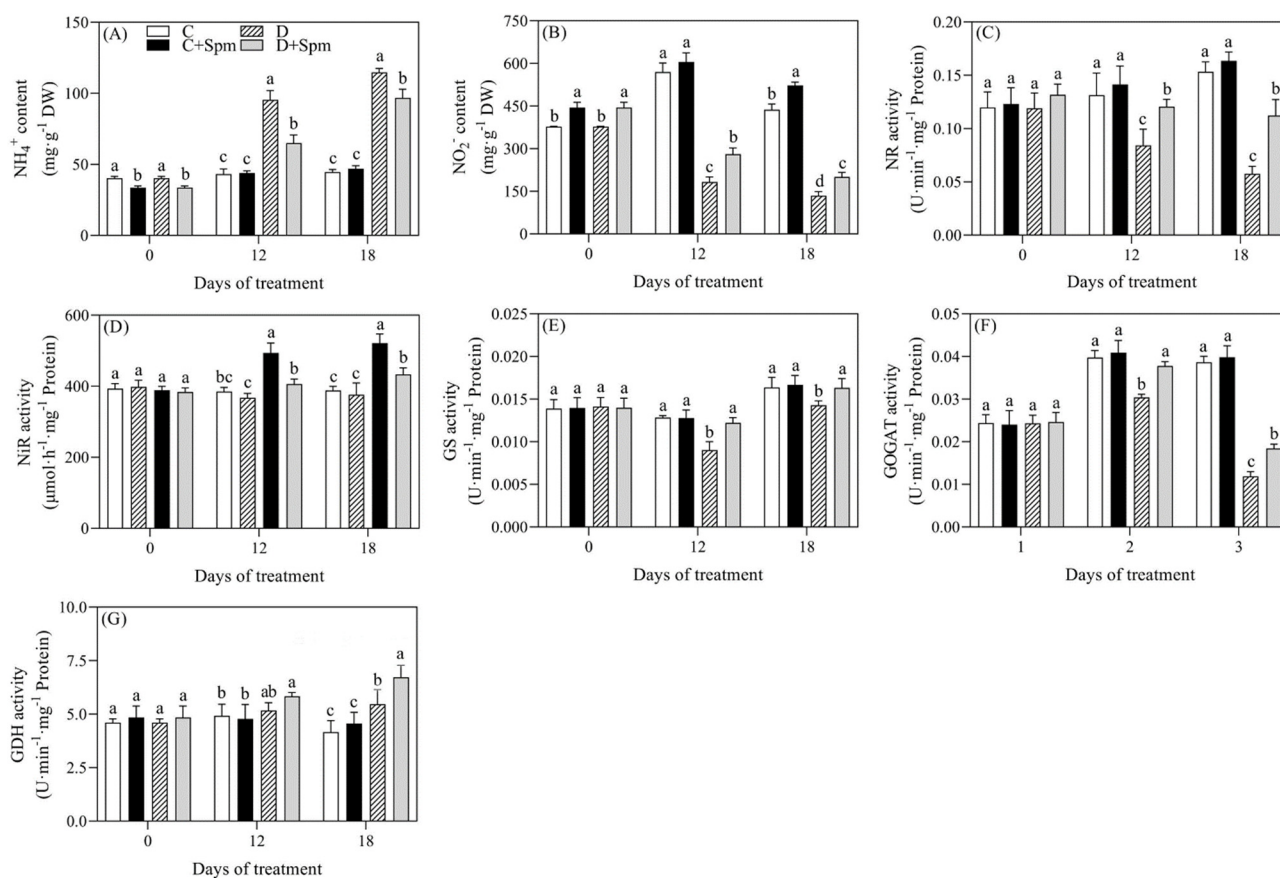 (A)
C
D
C+Spm
D+Spm
NH₄⁺ content
(mg·g⁻¹ DW)
150
100
50
0
a b a b
c c a b
c c a b
0 12 18
Days of treatment
(B)
NO₂⁻ content
(mg·g⁻¹ DW)
750
600
450
300
150
0
b a b a
a a c b
b a d c
0 12 18
Days of treatment
(C)
NR activity
(U·min⁻¹·mg⁻¹ Protein)
0.20
0.15
0.10
0.05
0.00
a a a a
a a c b
a a c b
0 12 18
Days of treatment
(D)
NiR activity
(μmol·h⁻¹·mg⁻¹ Protein)
600
400
200
0
a a a a
bc c a b
c c a b
0 12 18
Days of treatment
(E)
GS activity
(U·min⁻¹·mg⁻¹ Protein)
0.025
0.020
0.015
0.010
0.005
0.000
a a a a
a a b a
a a b a
0 12 18
Days of treatment
(F)
GOGAT activity
(U·min⁻¹·mg⁻¹ Protein)
0.05
0.04
0.03
0.02
0.01
0.00
a a a a
a a b a
a a c b
1 2 3
Days of treatment
(G)
GDH activity
(U·min⁻¹·mg⁻¹ Protein)
10.0
7.5
5.0
2.5
0.0
a a a a
b b ab a
c c b a
0 12 18
Days of treatment